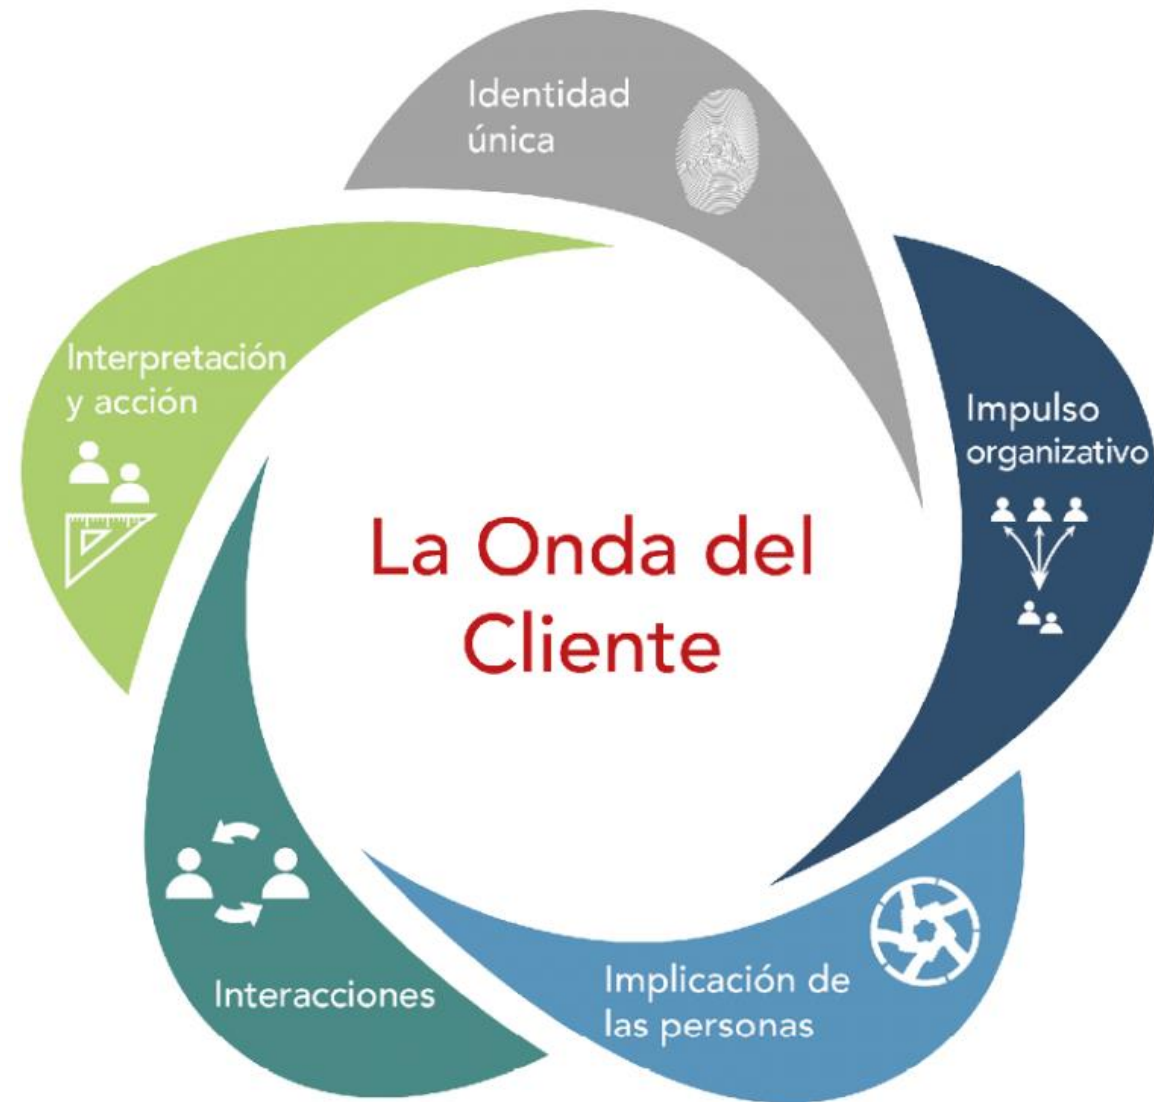 Identidad
única
Impulso
organizativo
Implicación de
las personas
Interacciones
Interpretación
y acción
La Onda del
Cliente